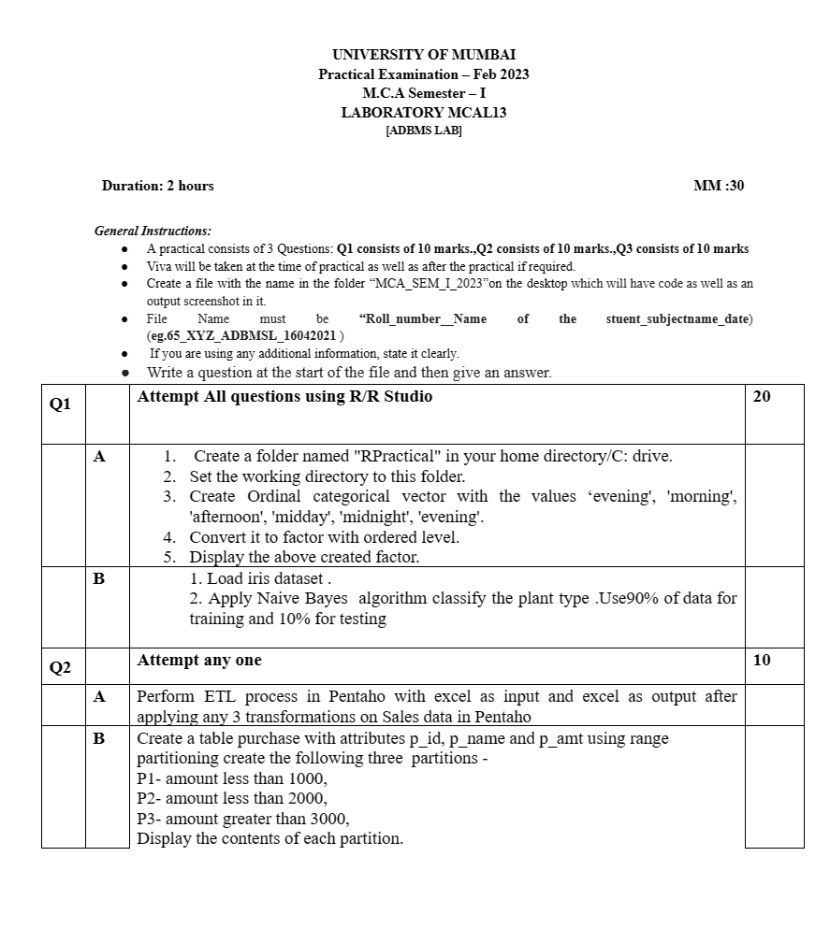 UNIVERSITY OF MUMBAI
Practical Examination – Feb 2023
M.C.A Semester – I
LABORATORY MCAL13
[ADBMS LAB]
Duration: 2 hours MM :30
General Instructions:
● A practical consists of 3 Questions: Q1 consists of 10 marks.,Q2 consists of 10 marks.,Q3 consists of 10 marks
● Viva will be taken at the time of practical as well as after the practical if required.
● Create a file with the name in the folder “MCA_SEM_I_2023”on the desktop which will have code as well as an
output screenshot in it.
● File Name must be “Roll_number__Name of the stuent_subjectname_date)
(eg.65_XYZ_ADBMSL_16042021 )
● If you are using any additional information, state it clearly.
● Write a question at the start of the file and then give an answer.
Q1 Attempt All questions using R/R Studio 20
A 1. Create a folder named "RPractical" in your home directory/C: drive.
2. Set the working directory to this folder.
3. Create Ordinal categorical vector with the values ‘evening', 'morning',
'afternoon', 'midday', 'midnight', 'evening'.
4. Convert it to factor with ordered level.
5. Display the above created factor.
B 1. Load iris dataset .
2. Apply Naive Bayes algorithm classify the plant type .Use90% of data for
training and 10% for testing
Q2 Attempt any one 10
A Perform ETL process in Pentaho with excel as input and excel as output after
applying any 3 transformations on Sales data in Pentaho
B Create a table purchase with attributes p_id, p_name and p_amt using range
partitioning create the following three partitions -
P1- amount less than 1000,
P2- amount less than 2000,
P3- amount greater than 3000,
Display the contents of each partition.